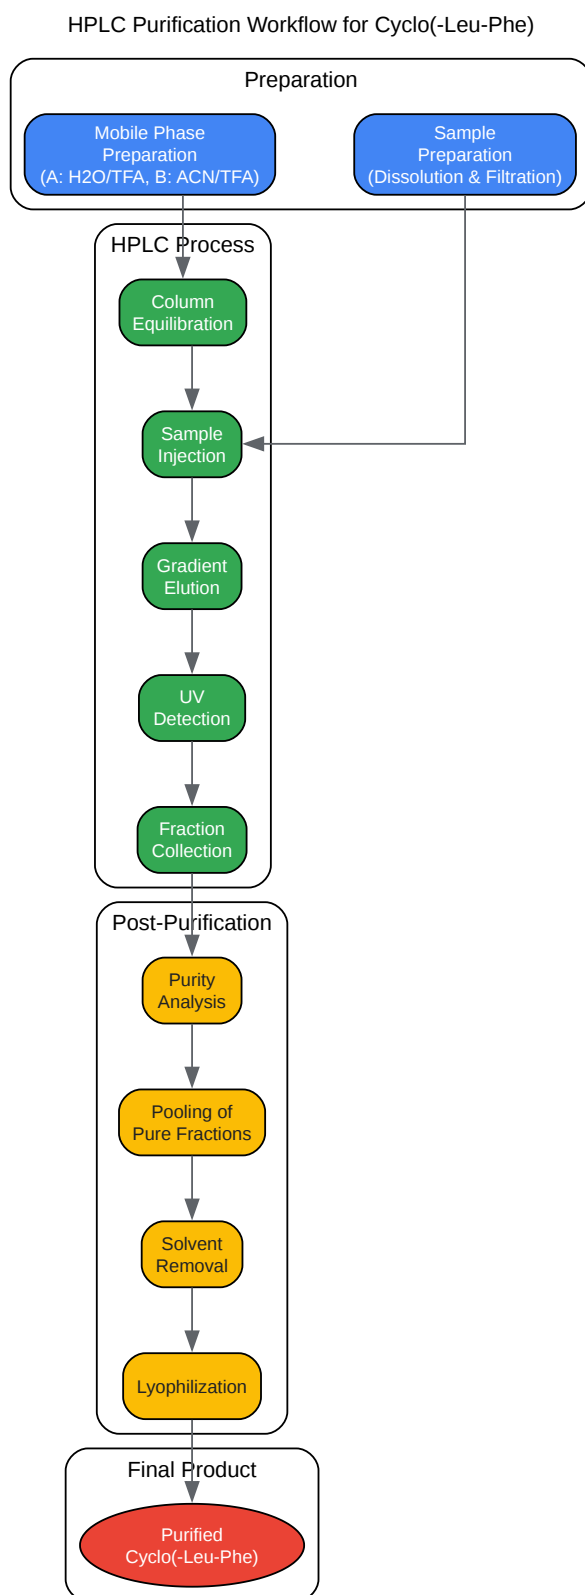 HPLC Purification Workflow for Cyclo(-Leu-Phe)
Preparation
Mobile Phase
Preparation
(A: H2O/TFA, B: ACN/TFA)
Sample
Preparation
(Dissolution & Filtration)
HPLC Process
Column
Equilibration
Sample
Injection
Gradient
Elution
UV
Detection
Fraction
Collection
Post-Purification
Purity
Analysis
Pooling of
Pure Fractions
Solvent
Removal
Lyophilization
Final Product
Purified
Cyclo(-Leu-Phe)